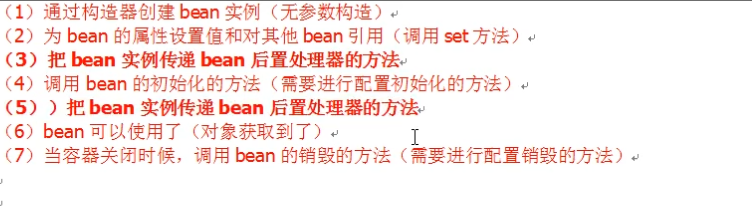 （1）通过构造器创建 bean 实例（无参数构造）
（2）为 bean 的属性设置值和对其他 bean 引用（调用 set 方法）
（3）把 bean 实例传递 bean 后置处理器的方法
（4）调用 bean 的初始化的方法（需要进行配置初始化的方法）
（5））把 bean 实例传递 bean 后置处理器的方法
（6）bean 可以使用了（对象获取到了）
（7）当容器关闭时候，调用 bean 的销毁的方法（需要进行配置销毁的方法）